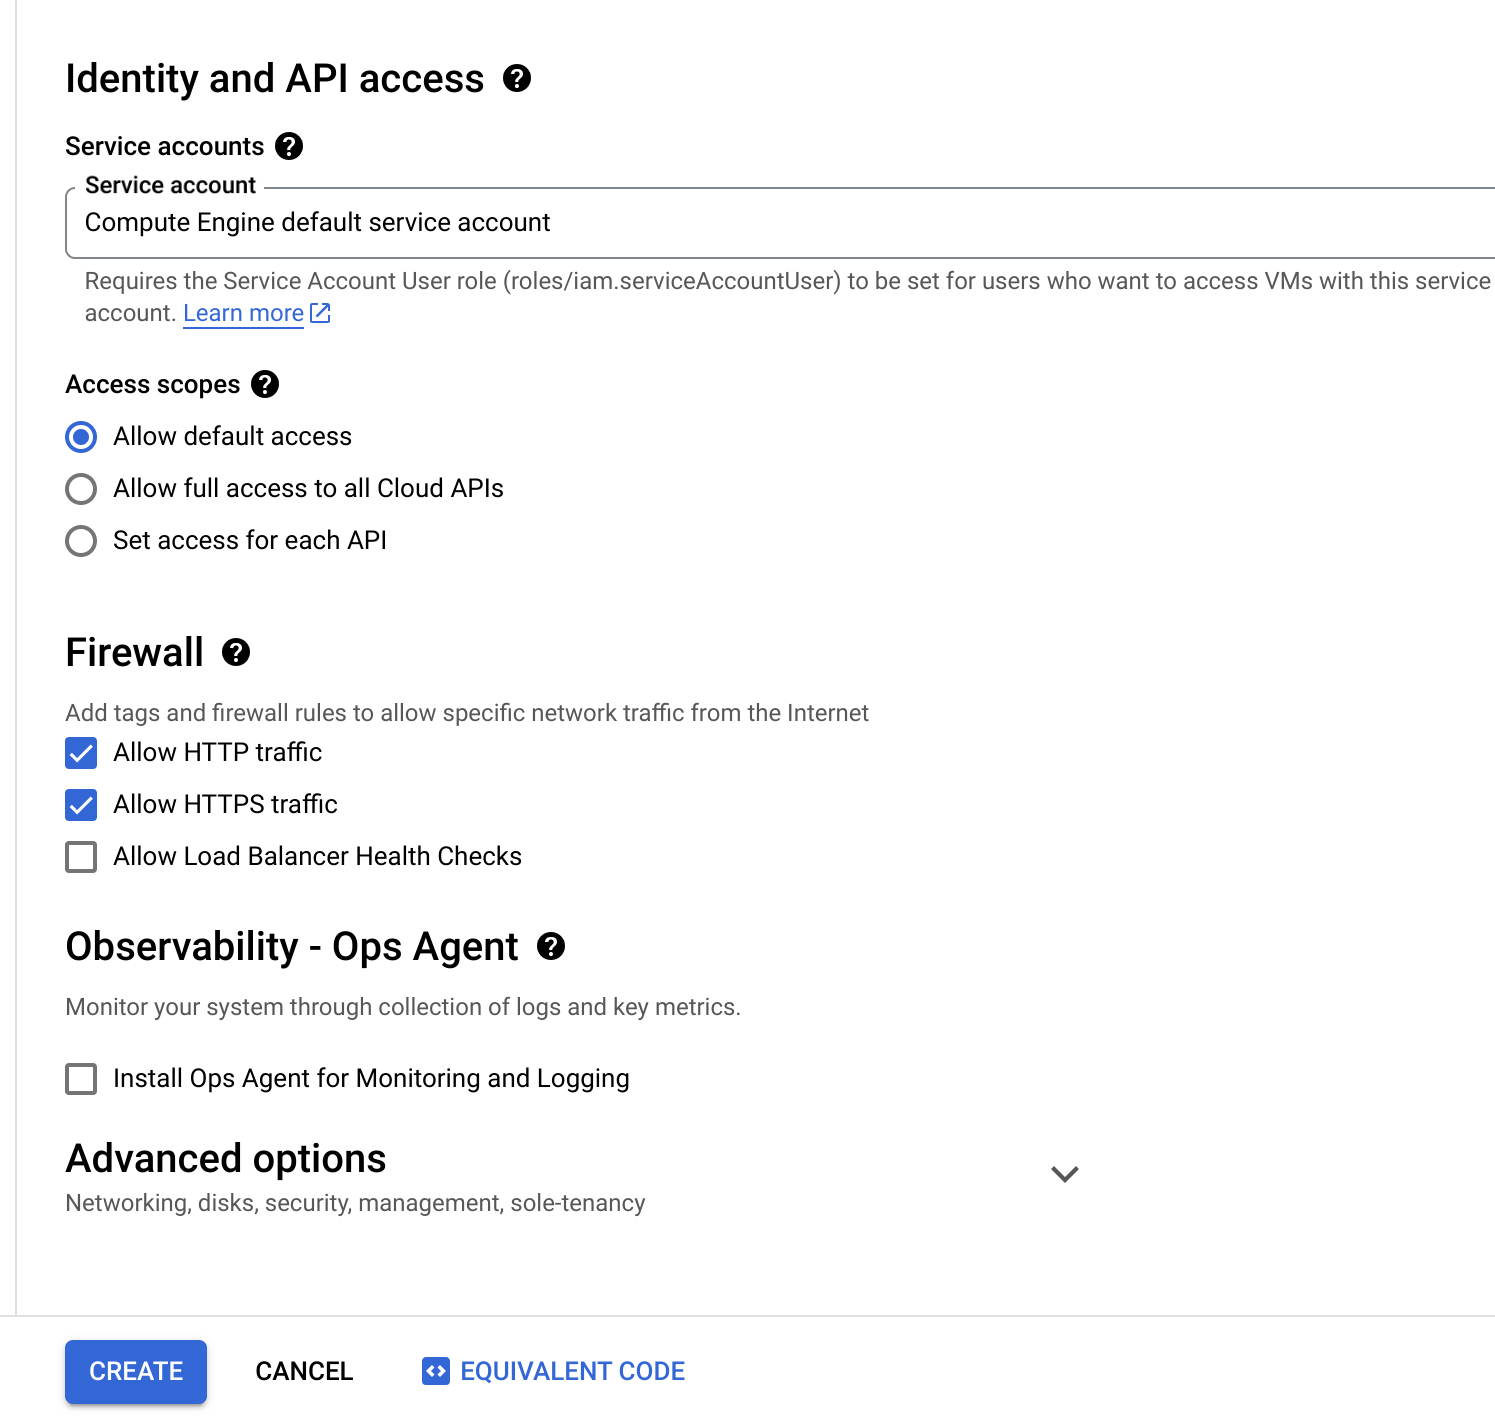 Identity and API access
Service accounts
Service account
Compute Engine default service account
Requires the Service Account User role (roles/iam.serviceAccountUser) to be set for users who want to access VMs with this service
account. Learn more
Access scopes
Allow default access
Allow full access to all Cloud APIs
Set access for each API
Firewall
Add tags and firewall rules to allow specific network traffic from the Internet
Allow HTTP traffic
Allow HTTPS traffic
Allow Load Balancer Health Checks
Observability - Ops Agent
Monitor your system through collection of logs and key metrics.
Install Ops Agent for Monitoring and Logging
Advanced options
Networking, disks, security, management, sole-tenancy
CREATE CANCEL EQUIVALENT CODE